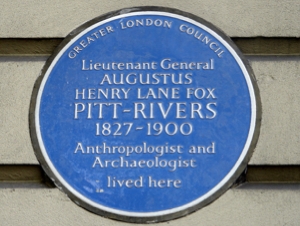 GREATER LONDON COUNCIL
Lieutenant General
AUGUSTUS
HENRY LANE FOX
PITT-RIVERS
1827-1900
Anthropologist and
Archaeologist
lived here